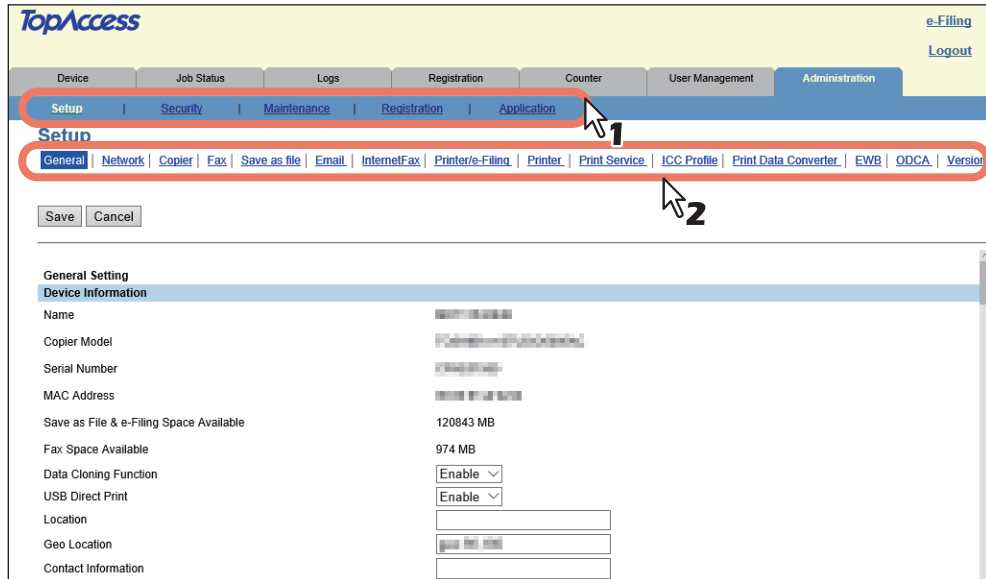 TopAccess
e-Filing
Logout
Device Job Status Logs Registration Counter User Management Administration
Setup | Security | Maintenance | Registration | Application
1
Setup
General | Network | Copier | Fax | Save as file | Email | InternetFax | Printer/e-Filing | Printer | Print Service | ICC Profile | Print Data Converter | EWB | ODCA | Version
2
Save Cancel
General Setting
Device Information
Name
Copier Model
Serial Number
MAC Address
Save as File & e-Filing Space Available 120843 MB
Fax Space Available 974 MB
Data Cloning Function Enable
USB Direct Print Enable
Location
Geo Location
Contact Information